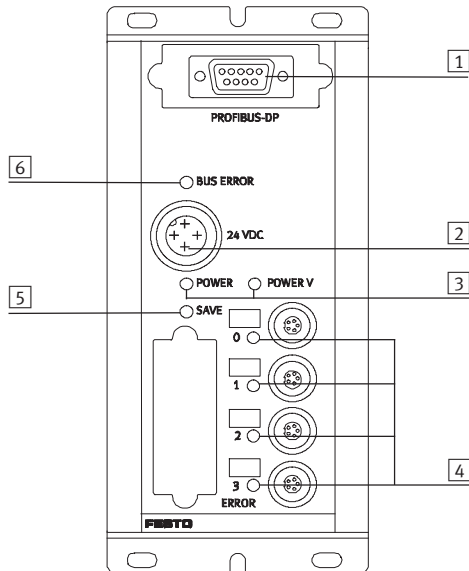 1
PROFIBUS-DP
6
BUS ERROR
24 VDC
2
POWER
POWER V
3
5
SAVE
0
1
2
3
4
ERROR
FESTO